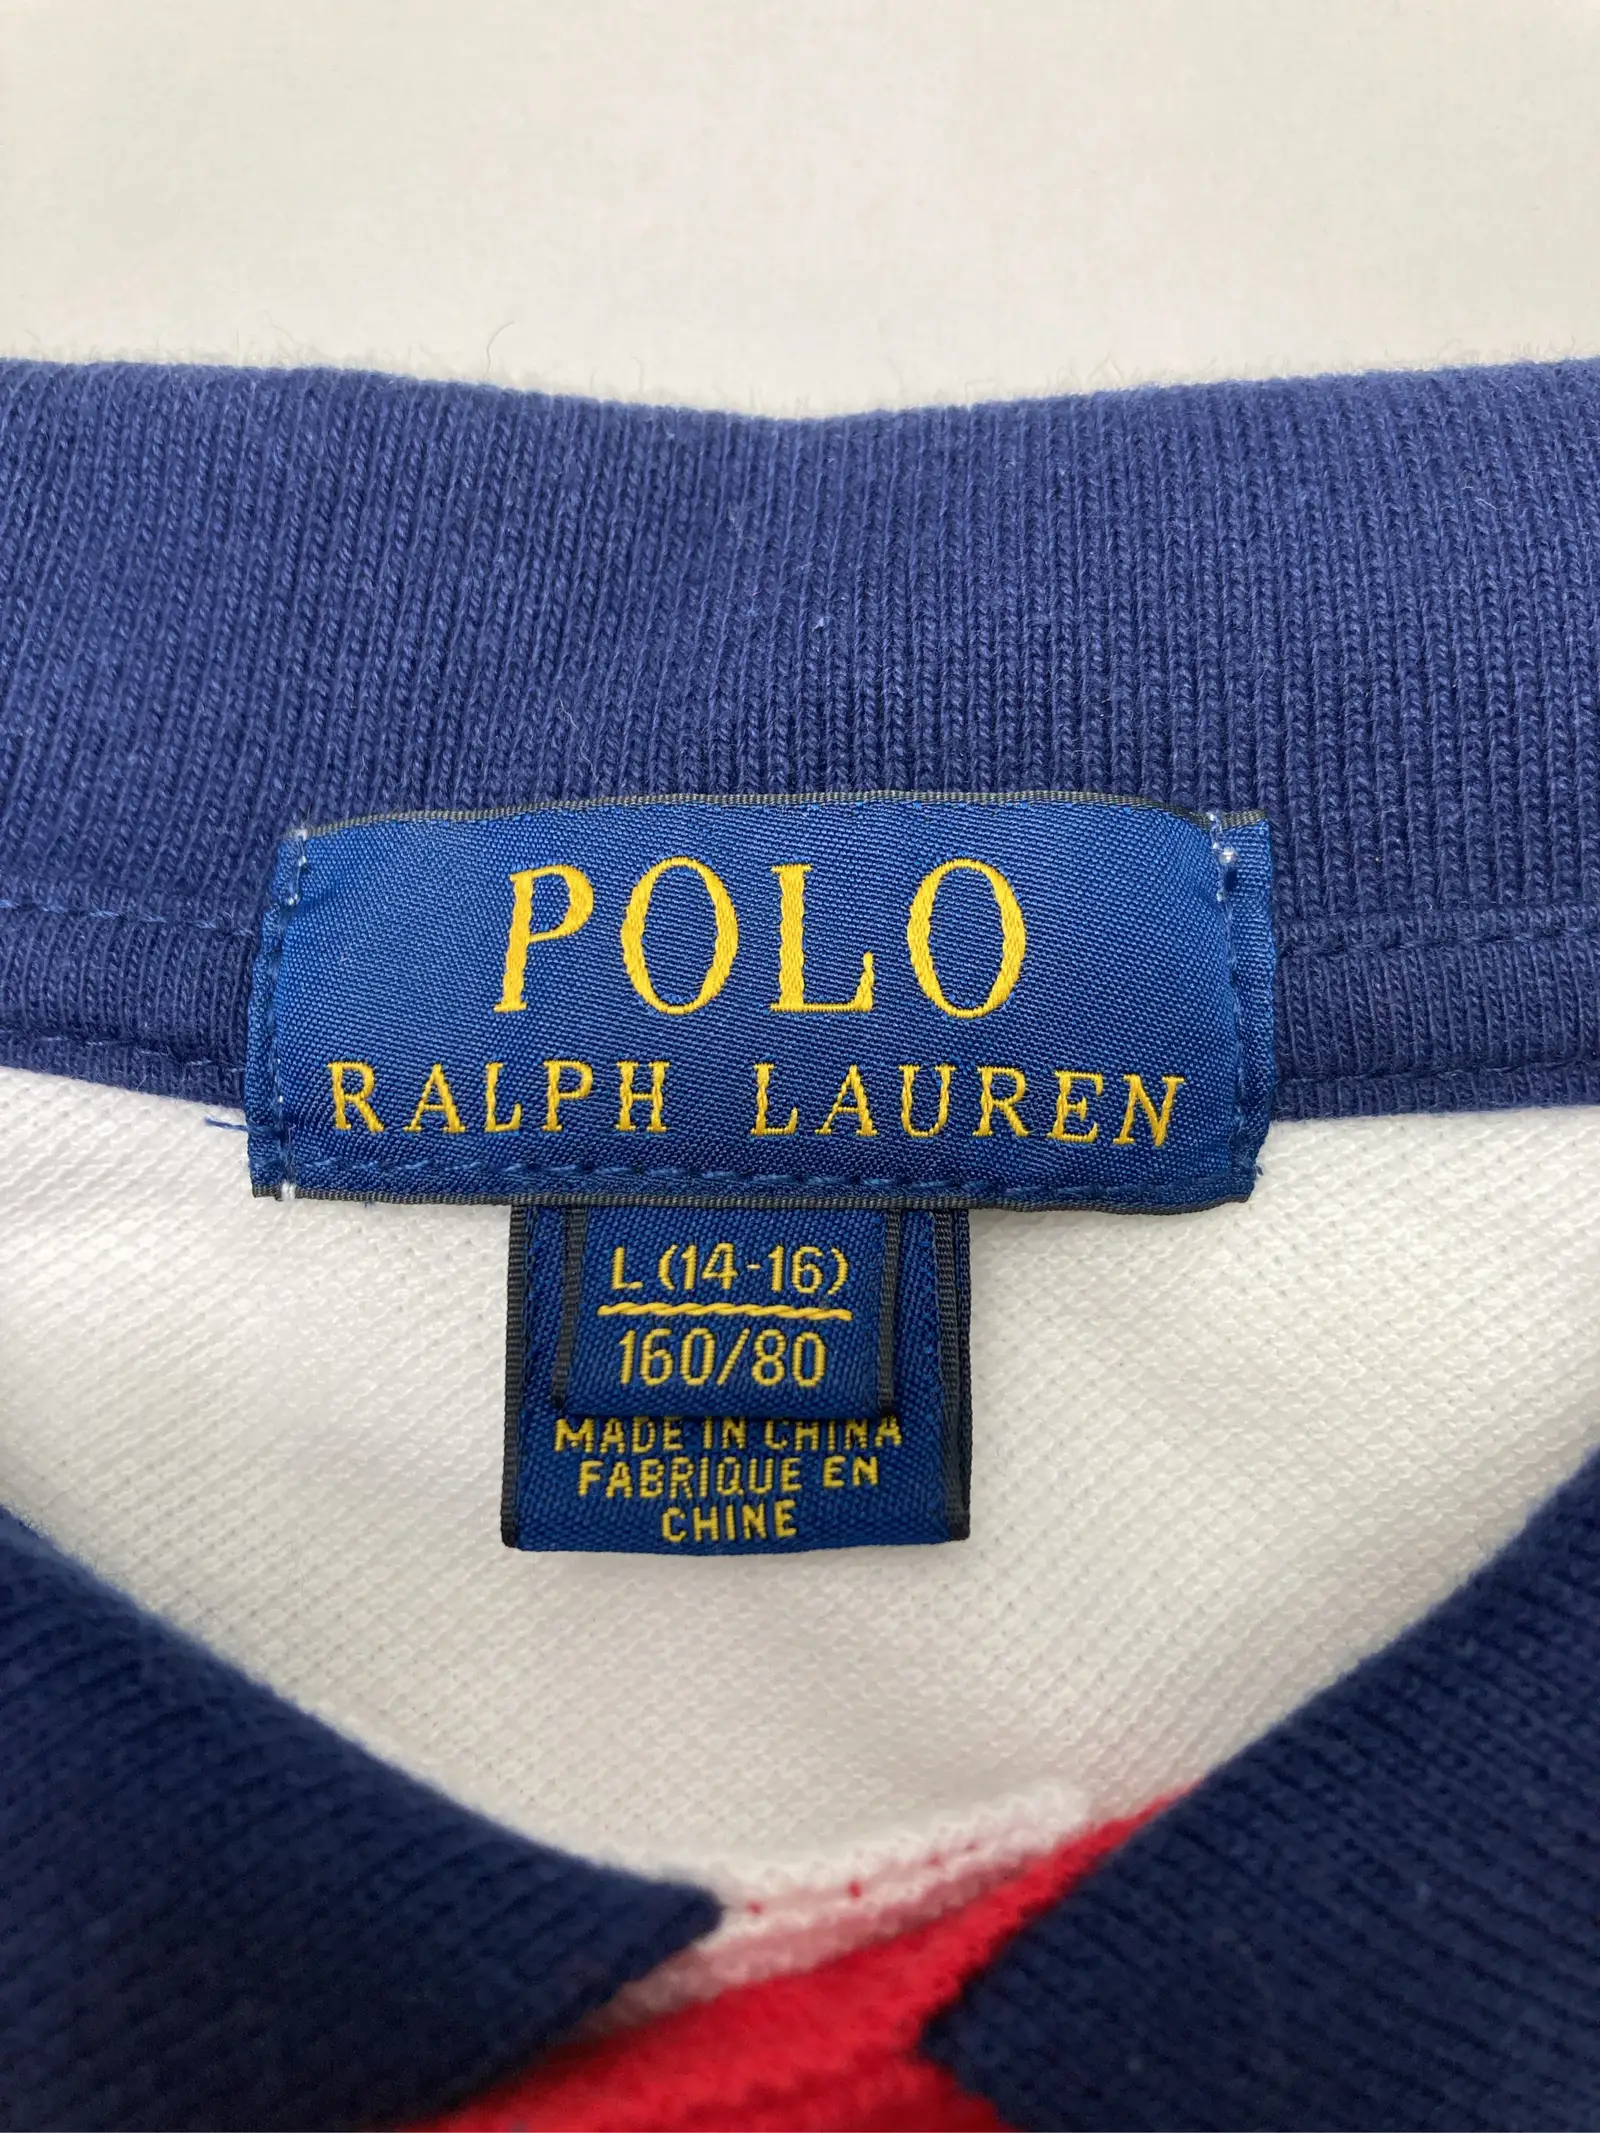 POLO
RALPH LAUREN
L (14-16)
160/80
MADE IN CHINA
FABRIQUE EN
CHINE